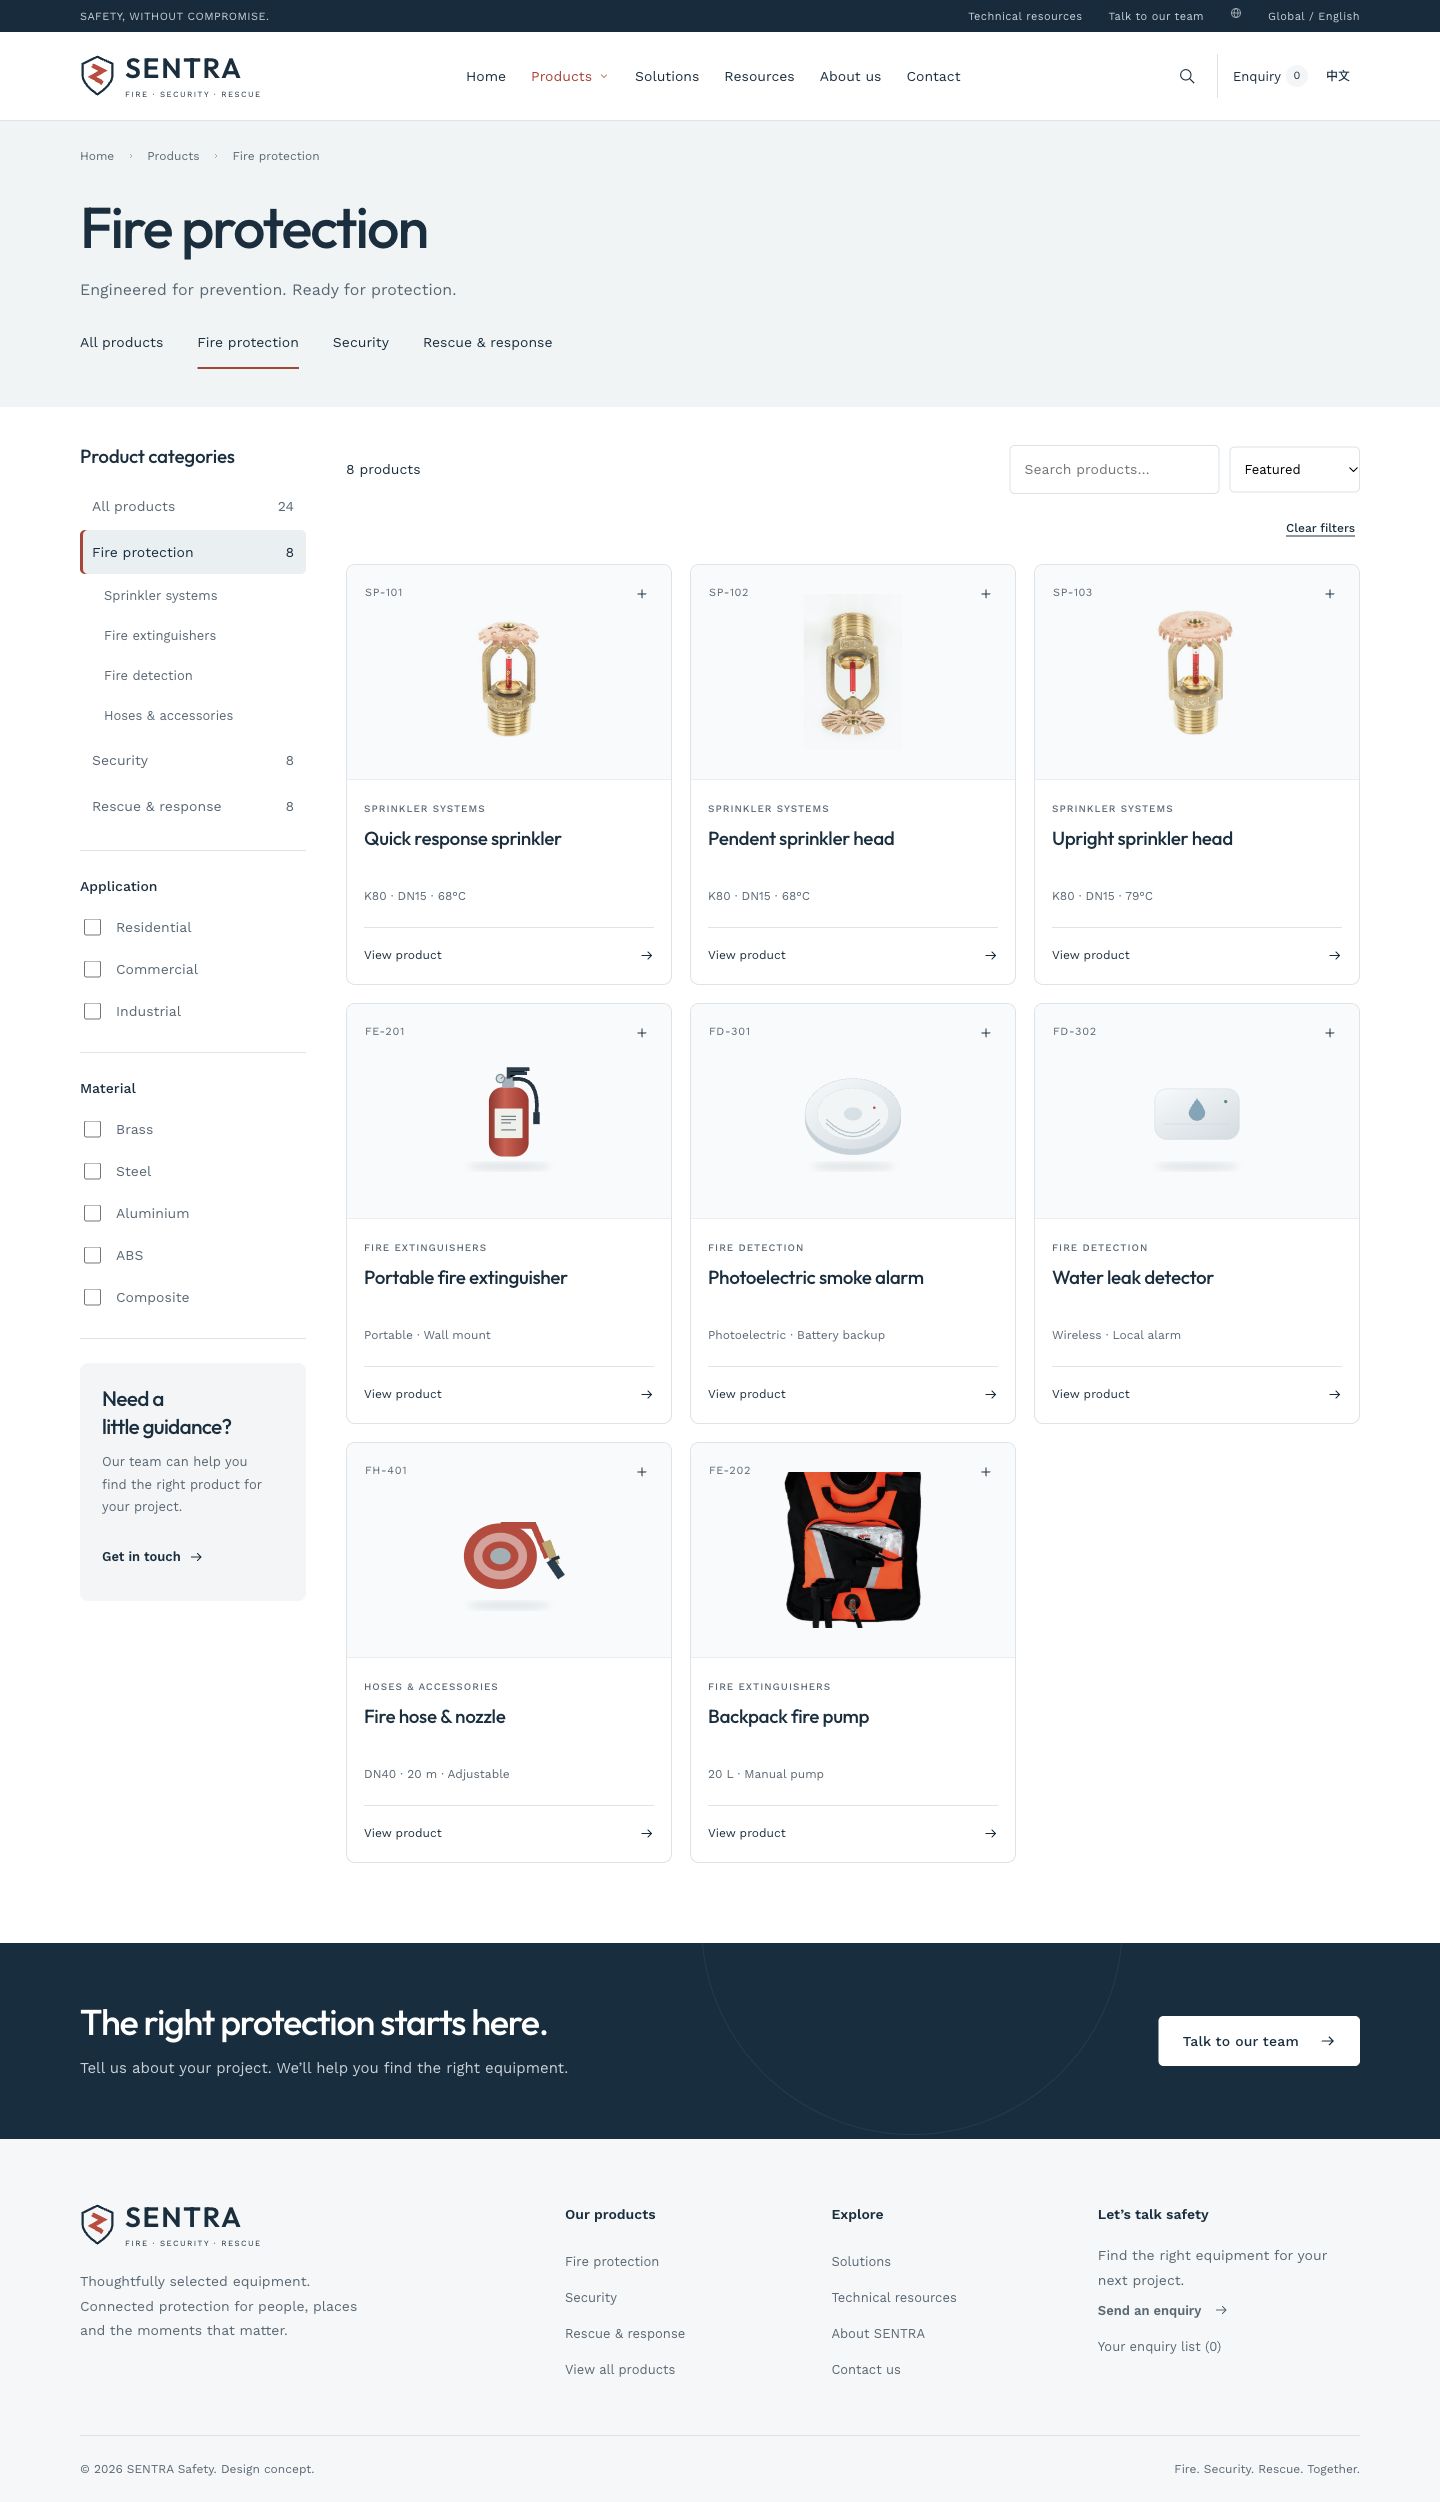 SAFETY, WITHOUT COMPROMISE.
Technical resources
Talk to our team
Global / English
SENTRA
FIRE · SECURITY · RESCUE
Home
Products
Solutions
Resources
About us
Contact
Enquiry 0
中文
Home › Products › Fire protection
Fire protection
Engineered for prevention. Ready for protection.
All products
Fire protection
Security
Rescue & response
Product categories
All products 24
Fire protection 8
Sprinkler systems
Fire extinguishers
Fire detection
Hoses & accessories
Security 8
Rescue & response 8
Application
Residential
Commercial
Industrial
Material
Brass
Steel
Aluminium
ABS
Composite
Need a
little guidance?
Our team can help you
find the right product for
your project.
Get in touch
8 products
Search products...
Featured
Clear filters
SP-101
SPRINKLER SYSTEMS
Quick response sprinkler
K80 · DN15 · 68°C
View product
SP-102
SPRINKLER SYSTEMS
Pendent sprinkler head
K80 · DN15 · 68°C
View product
SP-103
SPRINKLER SYSTEMS
Upright sprinkler head
K80 · DN15 · 79°C
View product
FE-201
FIRE EXTINGUISHERS
Portable fire extinguisher
Portable · Wall mount
View product
FD-301
FIRE DETECTION
Photoelectric smoke alarm
Photoelectric · Battery backup
View product
FD-302
FIRE DETECTION
Water leak detector
Wireless · Local alarm
View product
FH-401
HOSES & ACCESSORIES
Fire hose & nozzle
DN40 · 20 m · Adjustable
View product
FE-202
FIRE EXTINGUISHERS
Backpack fire pump
20 L · Manual pump
View product
The right protection starts here.
Tell us about your project. We’ll help you find the right equipment.
Talk to our team
SENTRA
FIRE · SECURITY · RESCUE
Thoughtfully selected equipment.
Connected protection for people, places
and the moments that matter.
Our products
Fire protection
Security
Rescue & response
View all products
Explore
Solutions
Technical resources
About SENTRA
Contact us
Let’s talk safety
Find the right equipment for your
next project.
Send an enquiry
Your enquiry list (0)
© 2026 SENTRA Safety. Design concept.
Fire. Security. Rescue. Together.